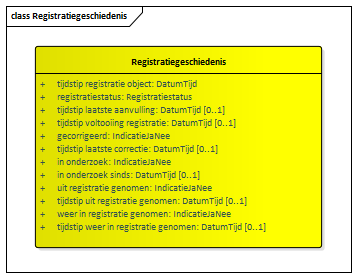 class Registratiegeschiedenis
Registratiegeschiedenis
+ tijdstip registratie object: DatumTijd
+ registratiestatus: Registratiestatus
+ tijdstip laatste aanvulling: DatumTijd [0..1]
+ tijdstip voltooiing registratie: DatumTijd [0..1]
+ gecorrigeerd: IndicatieJaNee
+ tijdstip laatste correctie: DatumTijd [0..1]
+ in onderzoek: IndicatieJaNee
+ in onderzoek sinds: DatumTijd [0..1]
+ uit registratie genomen: IndicatieJaNee
+ tijdstip uit registratie genomen: DatumTijd [0..1]
+ weer in registratie genomen: IndicatieJaNee
+ tijdstip weer in registratie genomen: DatumTijd [0..1]